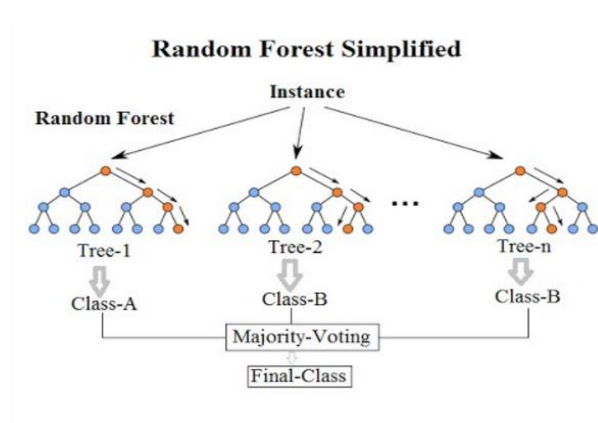 Random Forest Simplified
Instance
Random Forest
...
Tree-1 Tree-2 Tree-n
Class-A Class-B Class-B
Majority-Voting
Final-Class